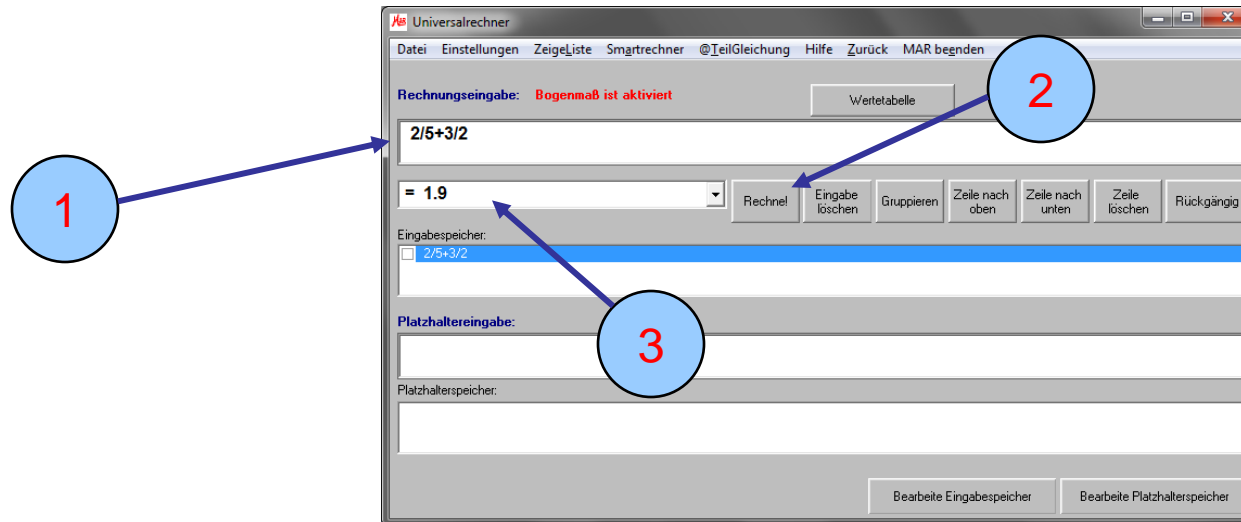 MAR Universalrechner
Datei Einstellungen ZeigeListe Smartrechner @TeilGleichung Hilfe Zurück MAR beenden
Rechnungseingabe: Bogenmaß ist aktiviert
Wertetabelle
2
2/5+3/2
1
= 1.9
Rechne!
Eingabe
löschen
Gruppieren
Zeile nach
oben
Zeile nach
unten
Zeile
löschen
Rückgängig
Eingabespeicher:
2/5+3/2
Platzhaltereingabe:
3
Platzhalterspeicher:
Bearbeite Eingabespeicher
Bearbeite Platzhalterspeicher